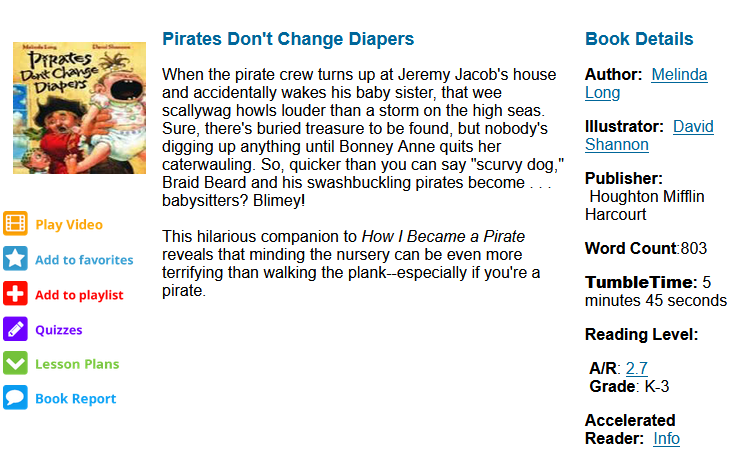 Melinda Long David Shannon
Pirates
Don't Change
Diapers
Play Video
Add to favorites
Add to playlist
Quizzes
Lesson Plans
Book Report
Pirates Don't Change Diapers
When the pirate crew turns up at Jeremy Jacob's house
and accidentally wakes his baby sister, that wee
scallywag howls louder than a storm on the high seas.
Sure, there's buried treasure to be found, but nobody's
digging up anything until Bonney Anne quits her
caterwauling. So, quicker than you can say "scurvy dog,"
Braid Beard and his swashbuckling pirates become . . .
babysitters? Blimey!
This hilarious companion to How I Became a Pirate
reveals that minding the nursery can be even more
terrifying than walking the plank--especially if you're a
pirate.
Book Details
Author: Melinda
Long
Illustrator: David
Shannon
Publisher:
Houghton Mifflin
Harcourt
Word Count:803
TumbleTime: 5
minutes 45 seconds
Reading Level:
A/R: 2.7
Grade: K-3
Accelerated
Reader: Info